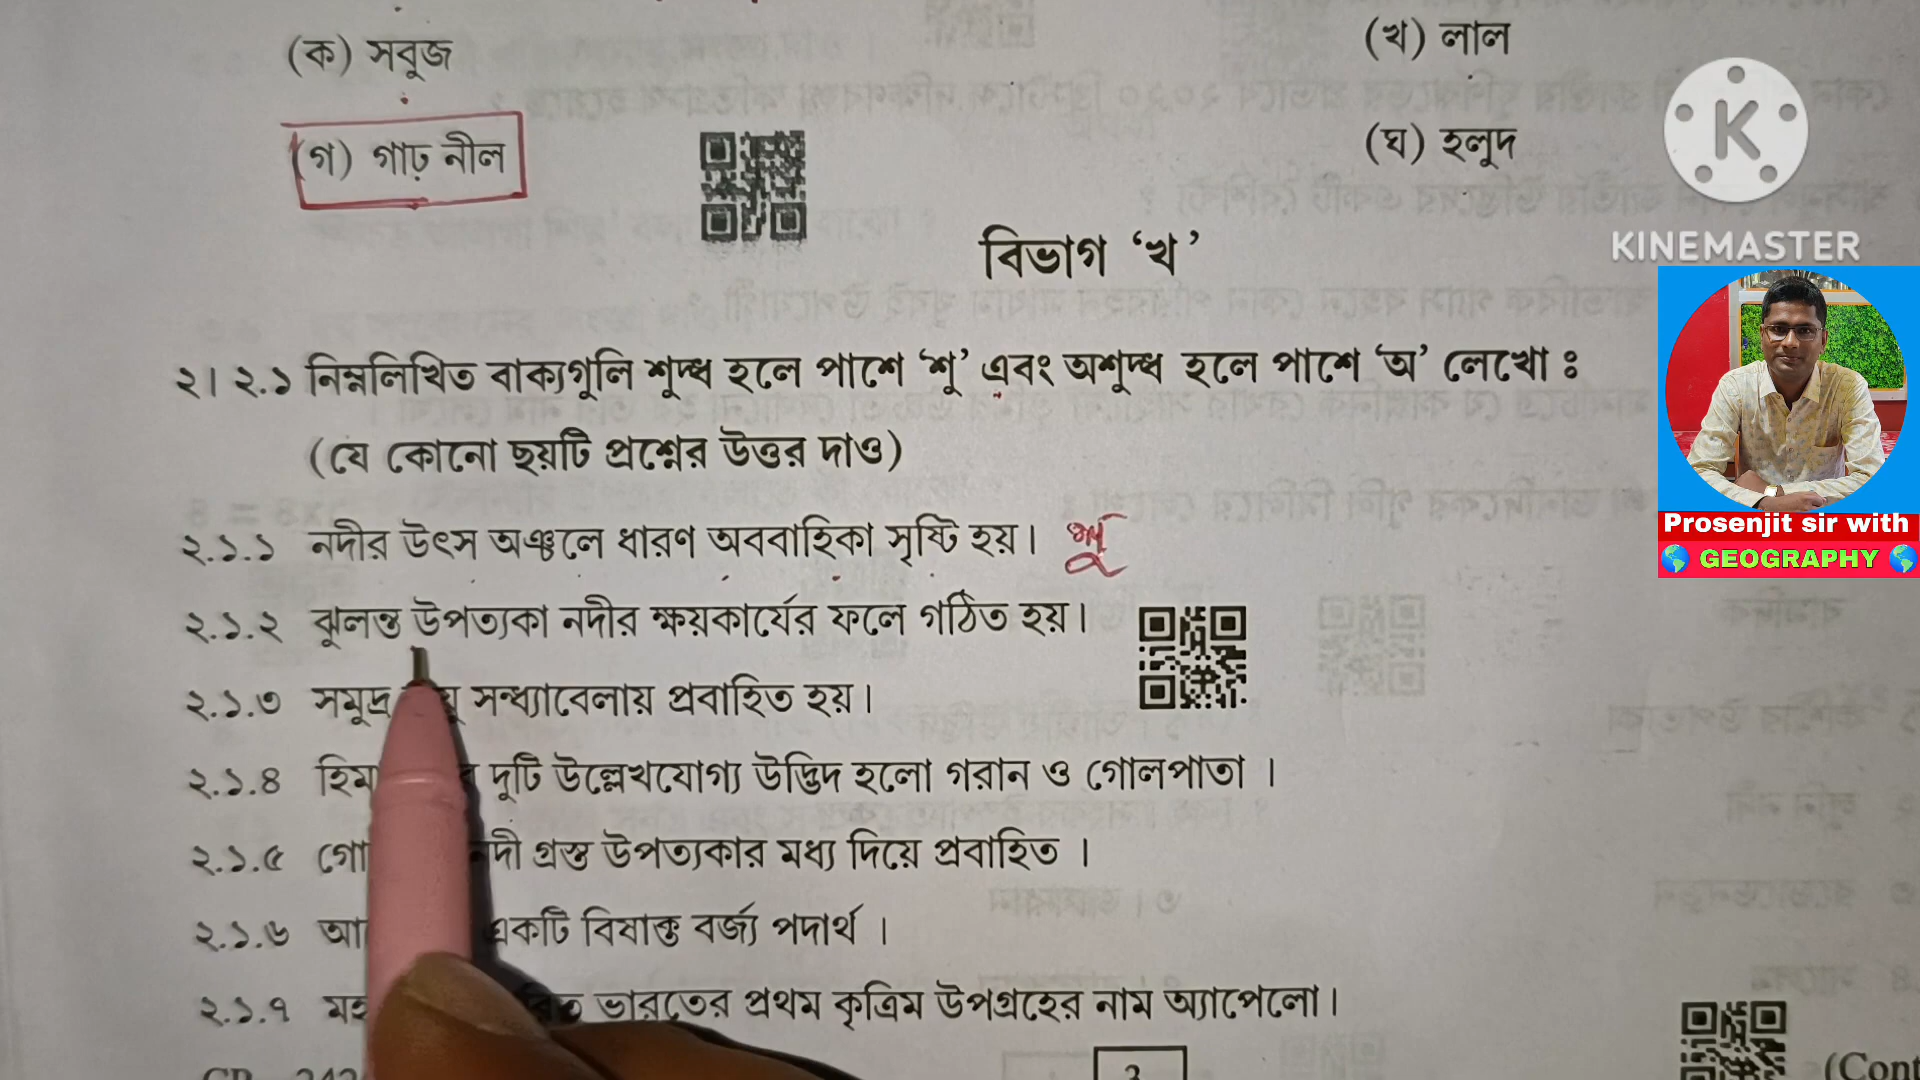 (ক) সবুজ
(খ) লাল
(গ) গাঢ় নীল
(ঘ) হলুদ
KINEMASTER
বিভাগ ‘খ’
Prosenjit sir with
GEOGRAPHY
২। ২.১ নিম্নলিখিত বাক্যগুলি শুদ্ধ হলে পাশে ‘শু’ এবং অশুদ্ধ হলে পাশে ‘অ’ লেখো ঃ
(যে কোনো ছয়টি প্রশ্নের উত্তর দাও)
২.১.১ নদীর উৎস অঞ্চলে ধারণ অববাহিকা সৃষ্টি হয়। শু
২.১.২ ঝুলন্ত উপত্যকা নদীর ক্ষয়কার্যের ফলে গঠিত হয়।
২.১.৩ সমুদ্র সন্ধ্যাবেলায় প্রবাহিত হয়।
২.১.৪ দুটি উল্লেখযোগ্য উদ্ভিদ হলো গরান ও গোলপাতা ।
২.১.৫ গ্রস্ত উপত্যকার মধ্য দিয়ে প্রবাহিত ।
২.১.৬ একটি বিষাক্ত বর্জ্য পদার্থ ।
২.১.৭ ভারতের প্রথম কৃত্রিম উপগ্রহের নাম অ্যাপেলো।
3
(Cont